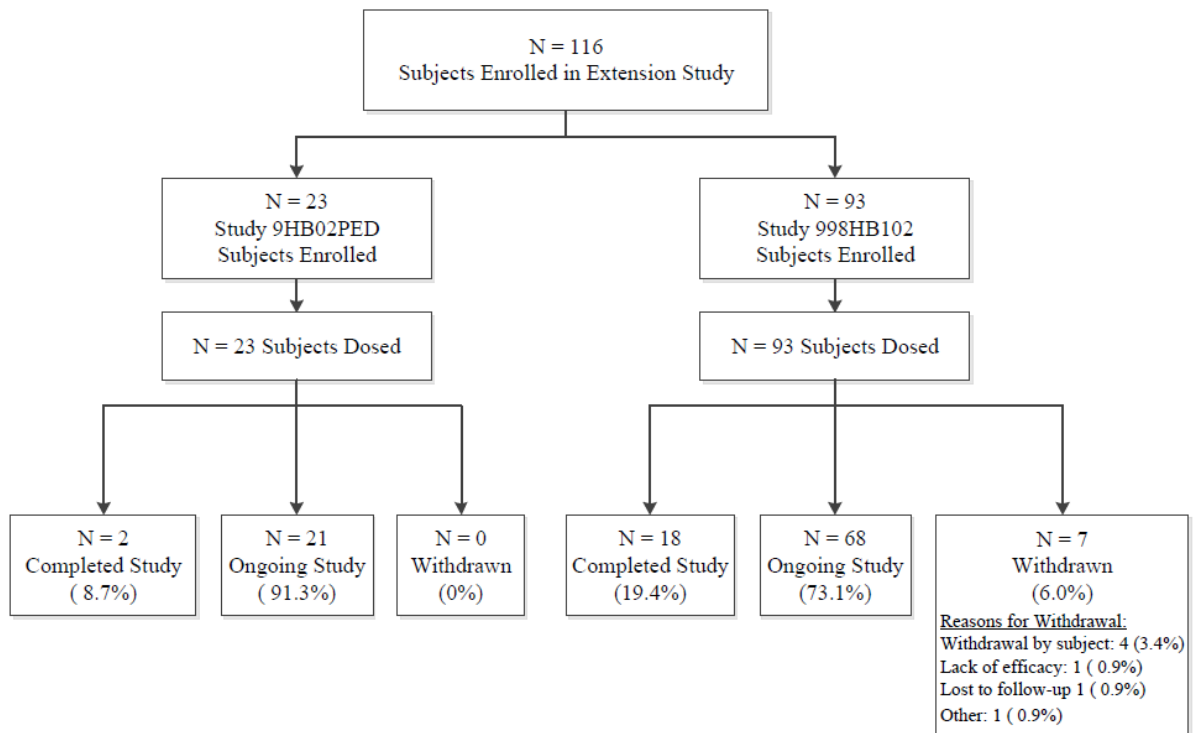 N = 116
Subjects Enrolled in Extension Study
N = 23
Study 9HB02PED
Subjects Enrolled
N = 93
Study 998HB102
Subjects Enrolled
N = 23 Subjects Dosed
N = 93 Subjects Dosed
N = 2
Completed Study
( 8.7%)
N = 21
Ongoing Study
( 91.3%)
N = 0
Withdrawn
(0%)
N = 18
Completed Study
(19.4%)
N = 68
Ongoing Study
(73.1%)
N = 7
Withdrawn
(6.0%)
Reasons for Withdrawal:
Withdrawal by subject: 4 (3.4%)
Lack of efficacy: 1 ( 0.9%)
Lost to follow-up 1 ( 0.9%)
Other: 1 ( 0.9%)